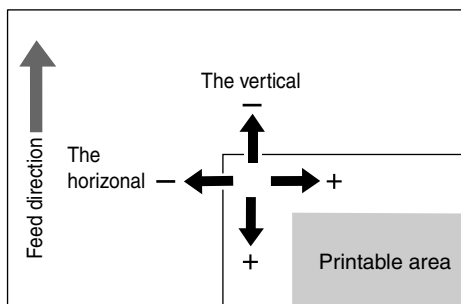 The vertical
−
Feed direction
The
horizonal
−
+
+
Printable area